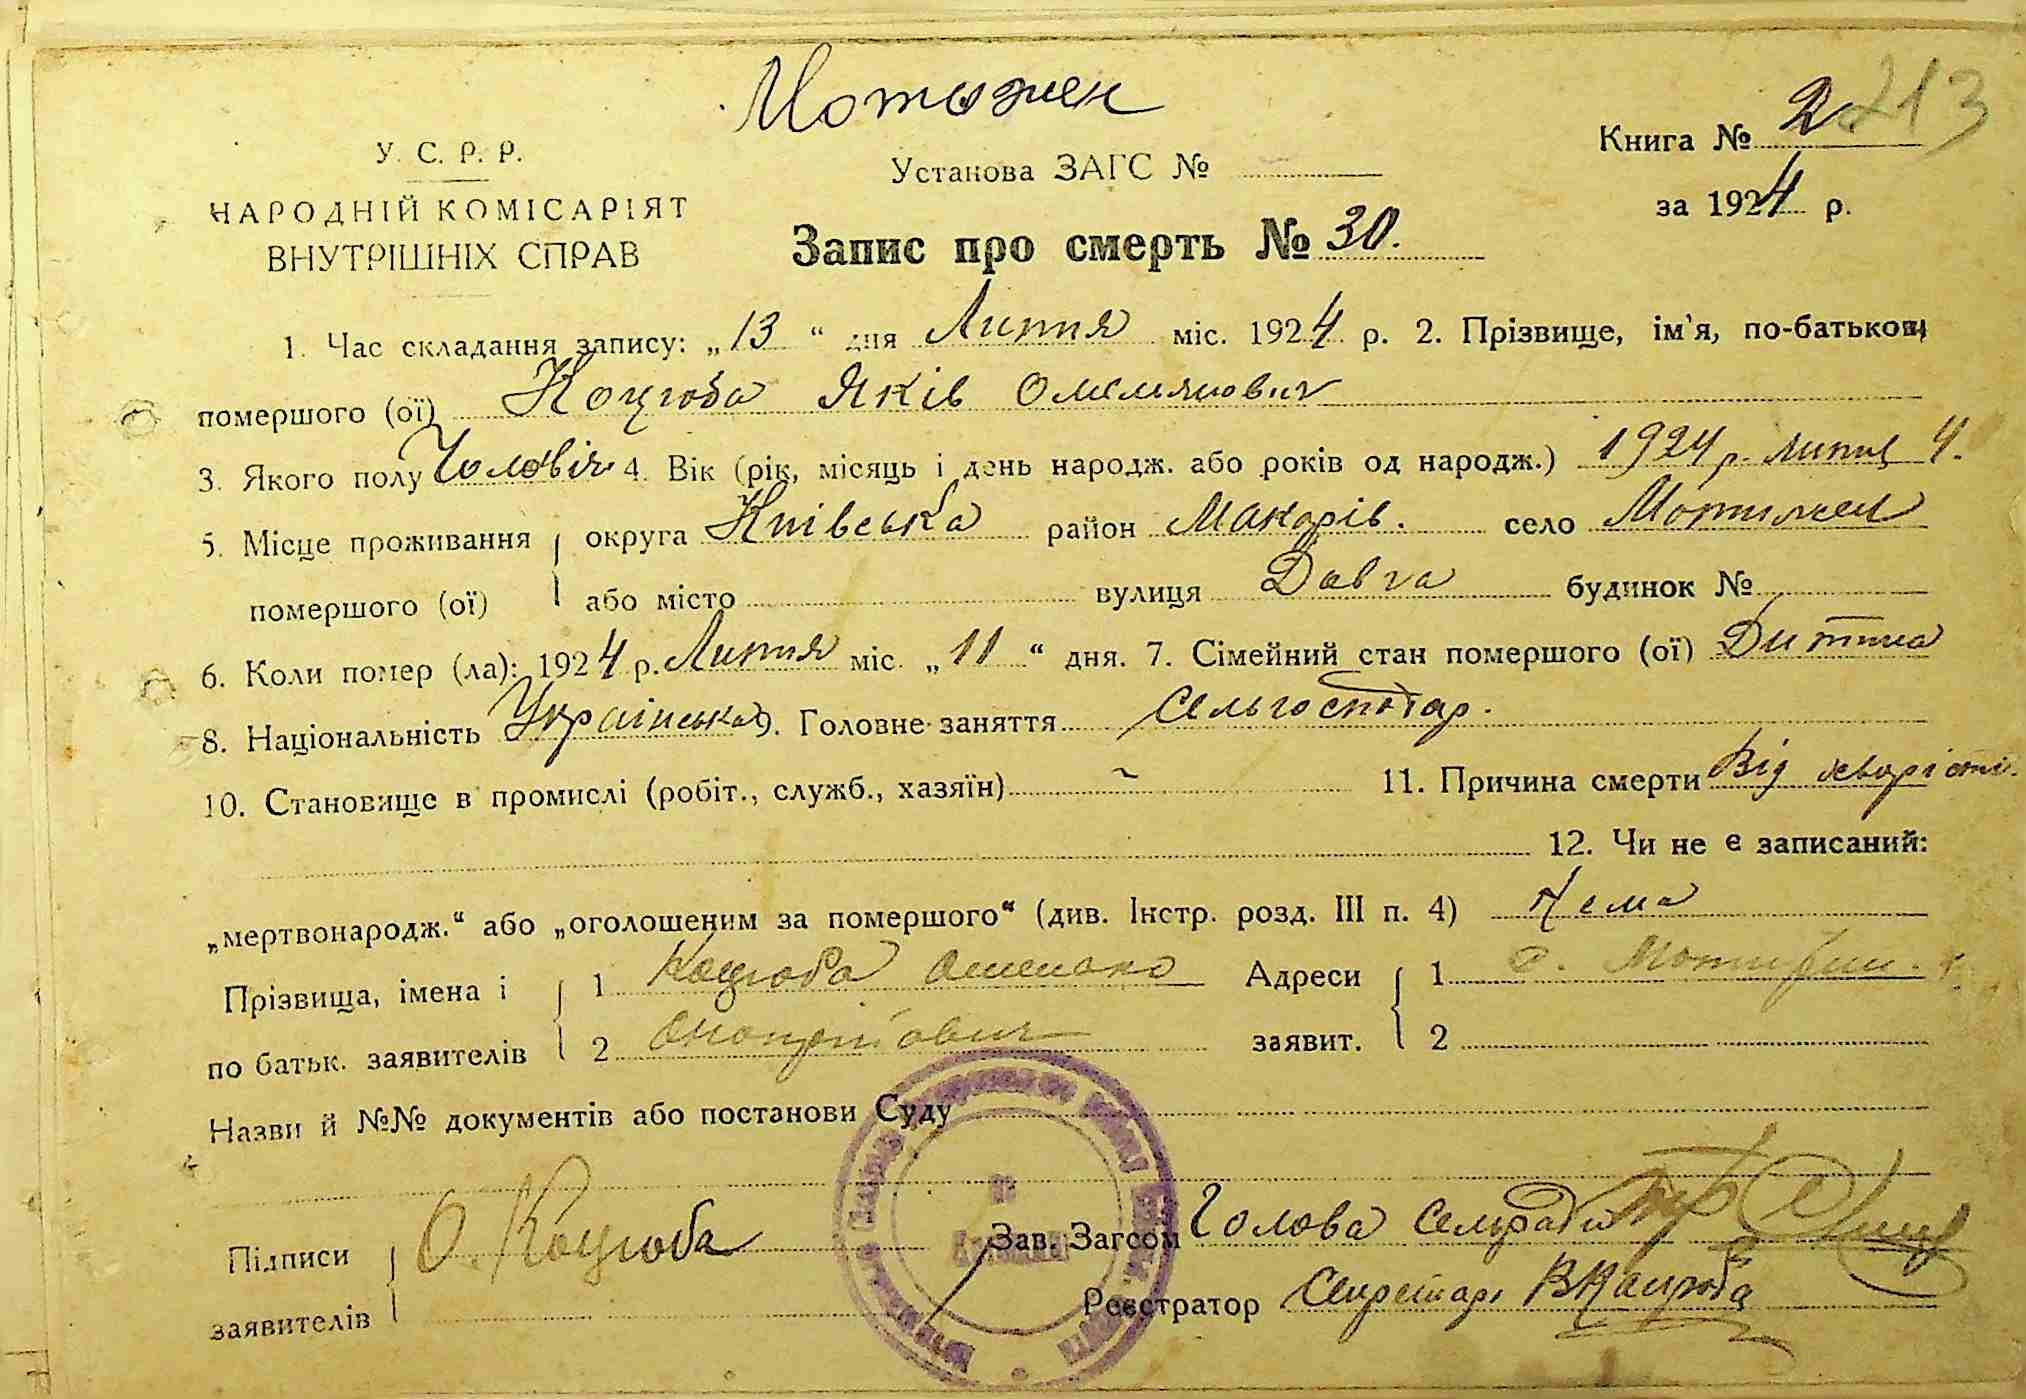 Мотыжен
213
У. С. Р. Р.
НАРОДНІЙ КОМІСАРІЯТ
ВНУТРІШНІХ СПРАВ
Установа ЗАГС №
Книга № 2
за 1924 р.
Запис про смерть № 30.
1. Час складання запису: „13“ дня Липня міс. 1924 р. 2. Прізвище, ім'я, по-батькови
помершого (ої) Коцюба Яків Омелянович
3. Якого полу Чоловіч 4. Вік (рік, місяць і день народж. або років од народж.) 1924 р. липня 4.
5. Місце проживання округа Київська район Макарів. село Мотижен
помершого (ої) або місто вулиця Довга будинок №
6. Коли помер (ла): 1924 р. Липня міс. „11“ дня. 7. Сімейний стан помершого (ої) Дитина
8. Національність Українська 9. Головне заняття Сельгосподар.
10. Становище в промислі (робіт., служб., хазяїн) 11. Причина смерти Від
12. Чи не є записаний:
„мертвонародж.“ або „оголошеним за помершого“ (див. Інстр. розд. III п. 4) Нема
Прізвища, імена і 1 Коцюба Адреси 1 с.
по батьк. заявителів 2 заявит. 2
Назви й №№ документів або постанови Суду
Підписи О. Коцюба Зав. Загсом Голова Сельради
заявителів Реєстратор Секретарь В Коцюба